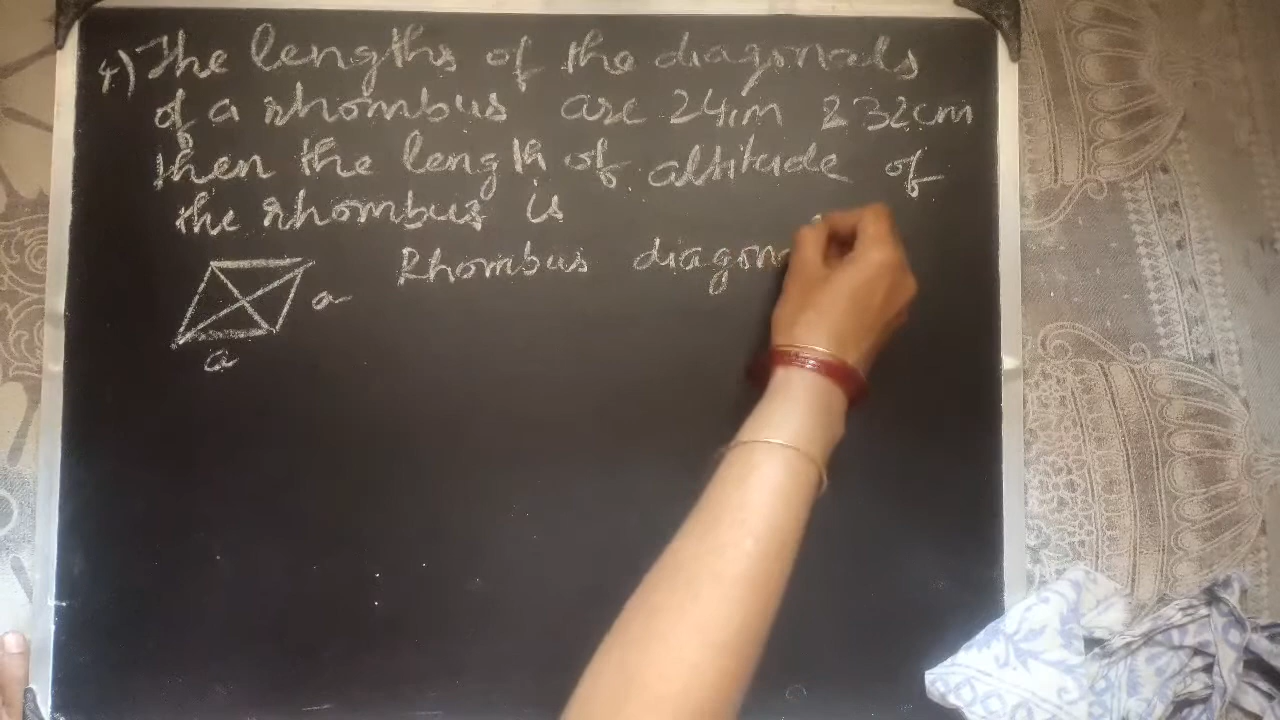 4) The lengths of the diagonals
of a rhombus are 24cm & 32cm
then the length of altitude of
the rhombus is
Rhombus diagon
a
a